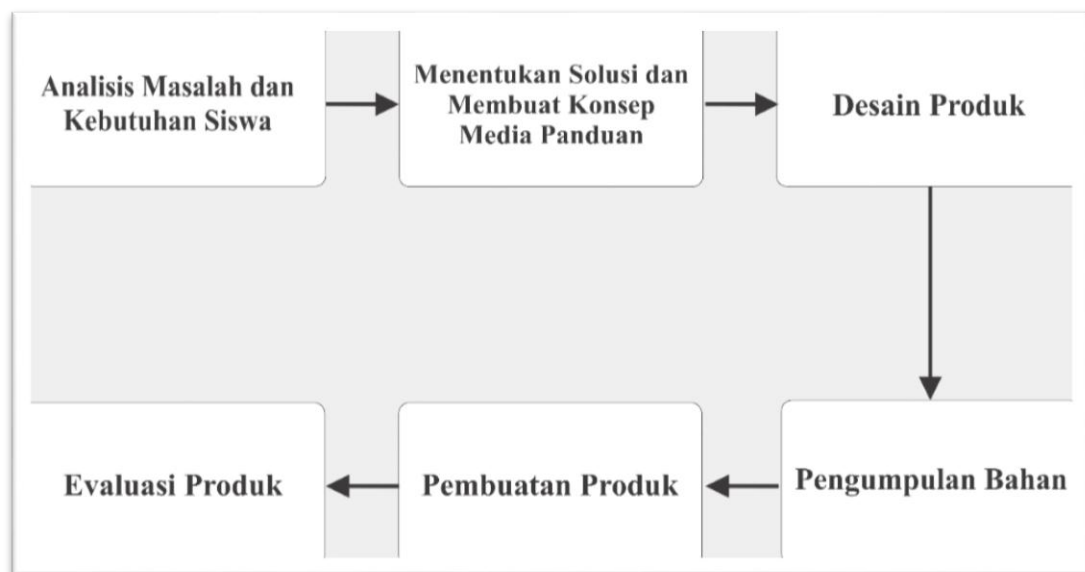 Analisis Masalah dan
Kebutuhan Siswa
Menentukan Solusi dan
Membuat Konsep
Media Panduan
Desain Produk
Pengumpulan Bahan
Pembuatan Produk
Evaluasi Produk